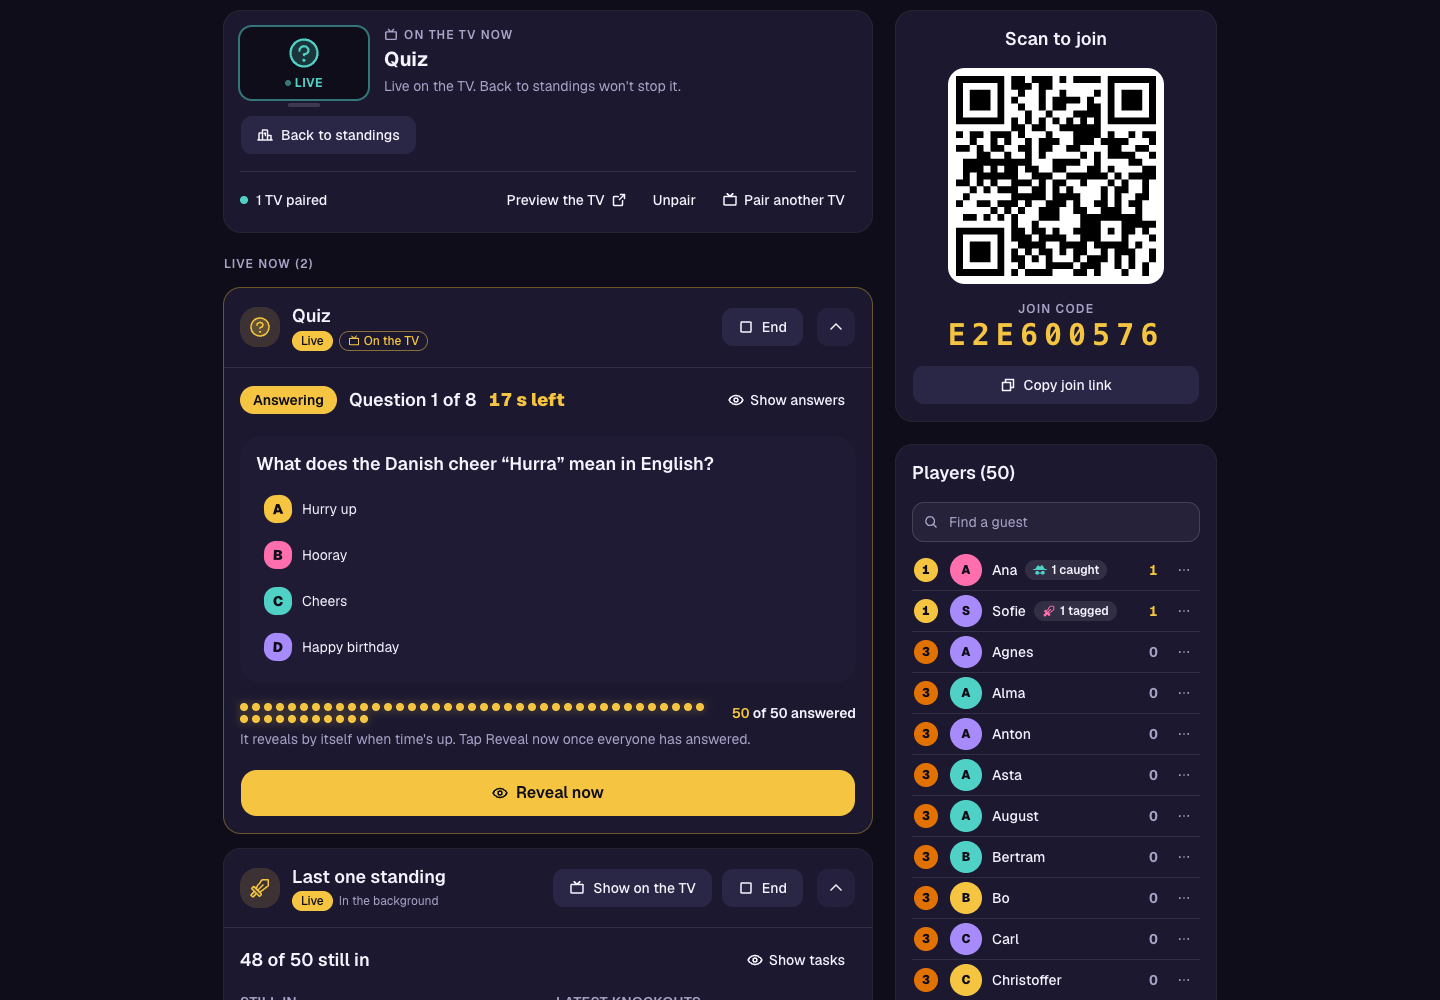 ON THE TV NOW
Quiz
LIVE
Live on the TV. Back to standings won't stop it.
Back to standings
1 TV paired
Preview the TV
Unpair
Pair another TV
LIVE NOW (2)
Quiz
Live
On the TV
End
Answering
Question 1 of 8
17 s left
Show answers
What does the Danish cheer “Hurra” mean in English?
A Hurry up
B Hooray
C Cheers
D Happy birthday
50 of 50 answered
It reveals by itself when time's up. Tap Reveal now once everyone has answered.
Reveal now
Last one standing
Live
In the background
Show on the TV
End
48 of 50 still in
Show tasks
STILL IN
LATEST KNOCKOUTS
Scan to join
JOIN CODE
E2E600576
Copy join link
Players (50)
Find a guest
1 A Ana 1 caught 1 ···
1 S Sofie 1 tagged 1 ···
3 A Agnes 0 ···
3 A Alma 0 ···
3 A Anton 0 ···
3 A Asta 0 ···
3 A August 0 ···
3 B Bertram 0 ···
3 B Bo 0 ···
3 C Carl 0 ···
3 C Christoffer 0 ···